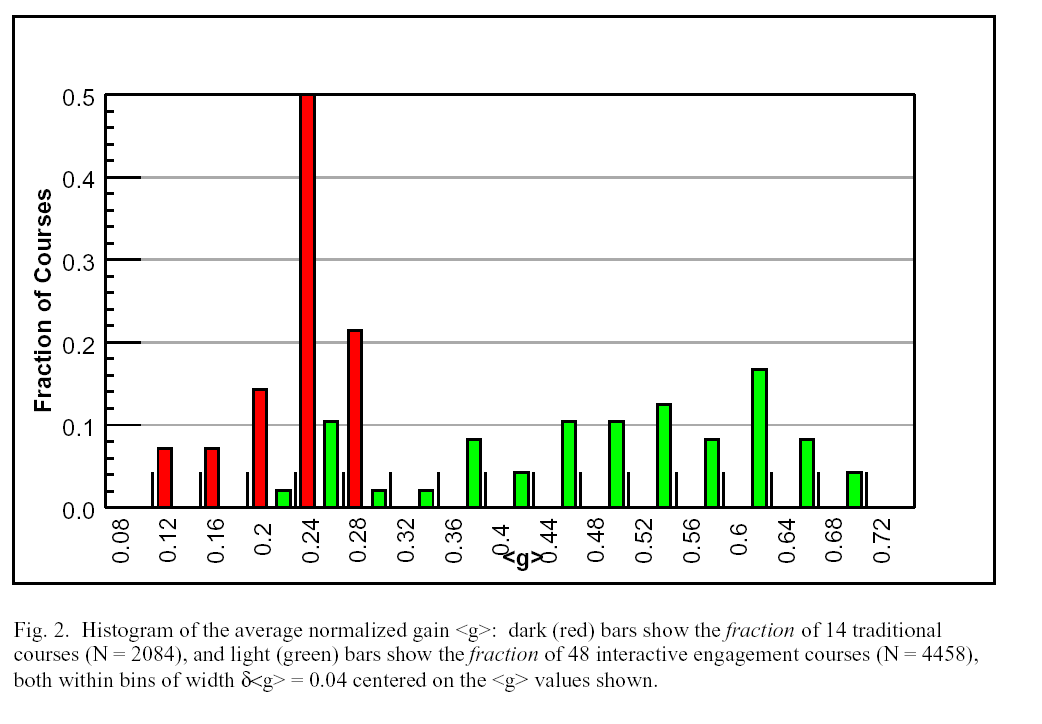 0.5
0.4
0.3
0.2
0.1
0.0
Fraction of Courses
0.08 0.12 0.16 0.2 0.24 0.28 0.32 0.36 0.4 0.44 0.48 0.52 0.56 0.6 0.64 0.68 0.72
<g>
Fig. 2. Histogram of the average normalized gain <g>: dark (red) bars show the fraction of 14 traditional
courses (N = 2084), and light (green) bars show the fraction of 48 interactive engagement courses (N = 4458),
both within bins of width δ<g> = 0.04 centered on the <g> values shown.